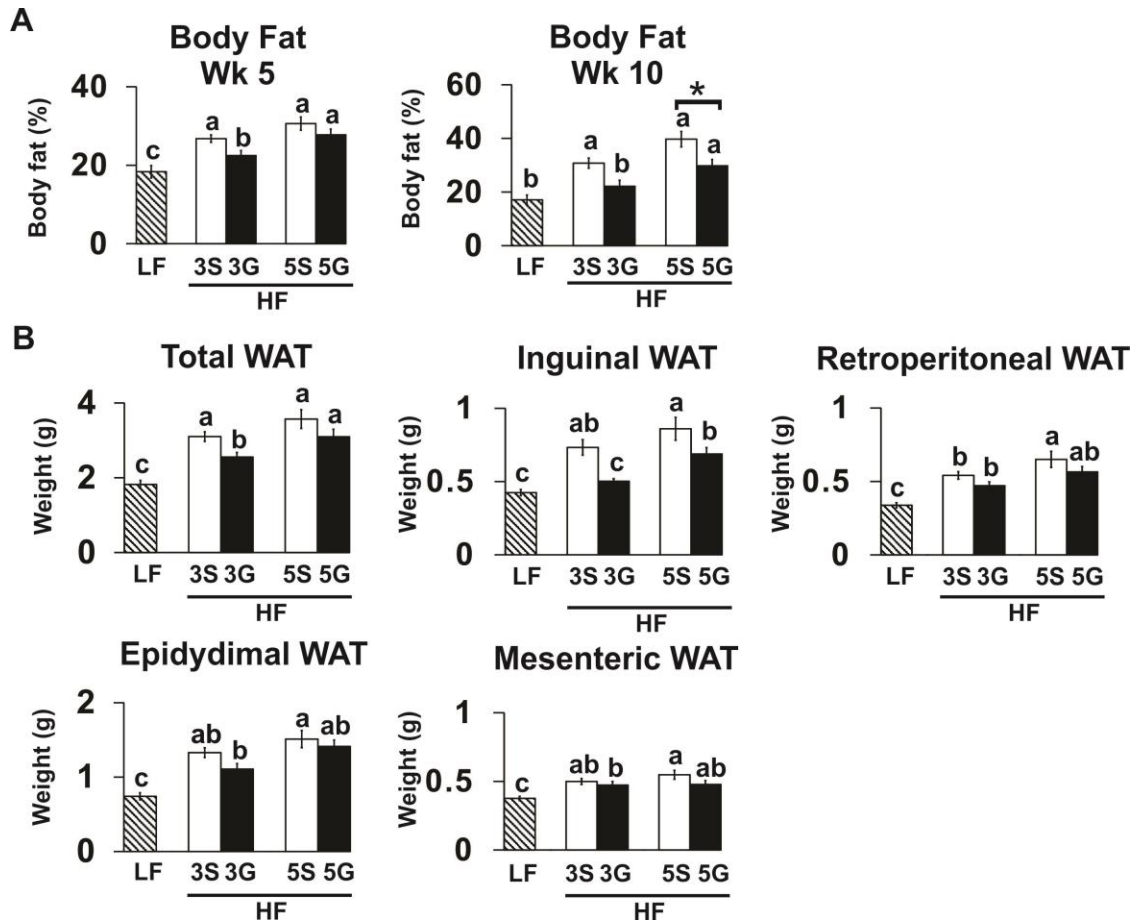 A
Body Fat
Wk 5
Body fat (%)
40
20
0
c
a
b
a
a
LF
3S 3G
5S 5G
HF
Body Fat
Wk 10
Body fat (%)
60
40
20
0
b
a
b
*
a
a
LF
3S 3G
5S 5G
HF
B
Total WAT
Weight (g)
4
2
0
c
a
b
a
a
LF
3S 3G
5S 5G
HF
Inguinal WAT
Weight (g)
1
0.5
0
c
ab
c
a
b
LF
3S 3G
5S 5G
HF
Retroperitoneal WAT
Weight (g)
1
0.5
0
c
b
b
a
ab
LF
3S 3G
5S 5G
HF
Epidydimal WAT
Weight (g)
2
1
0
c
ab
b
a
ab
LF
3S 3G
5S 5G
HF
Mesenteric WAT
Weight (g)
1
0.5
0
c
ab
b
a
ab
LF
3S 3G
5S 5G
HF